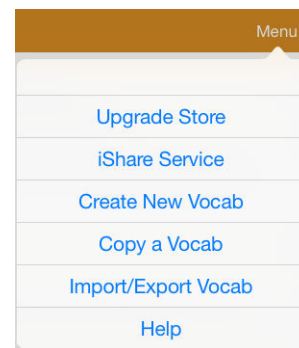 Menu
Upgrade Store
iShare Service
Create New Vocab
Copy a Vocab
Import/Export Vocab
Help